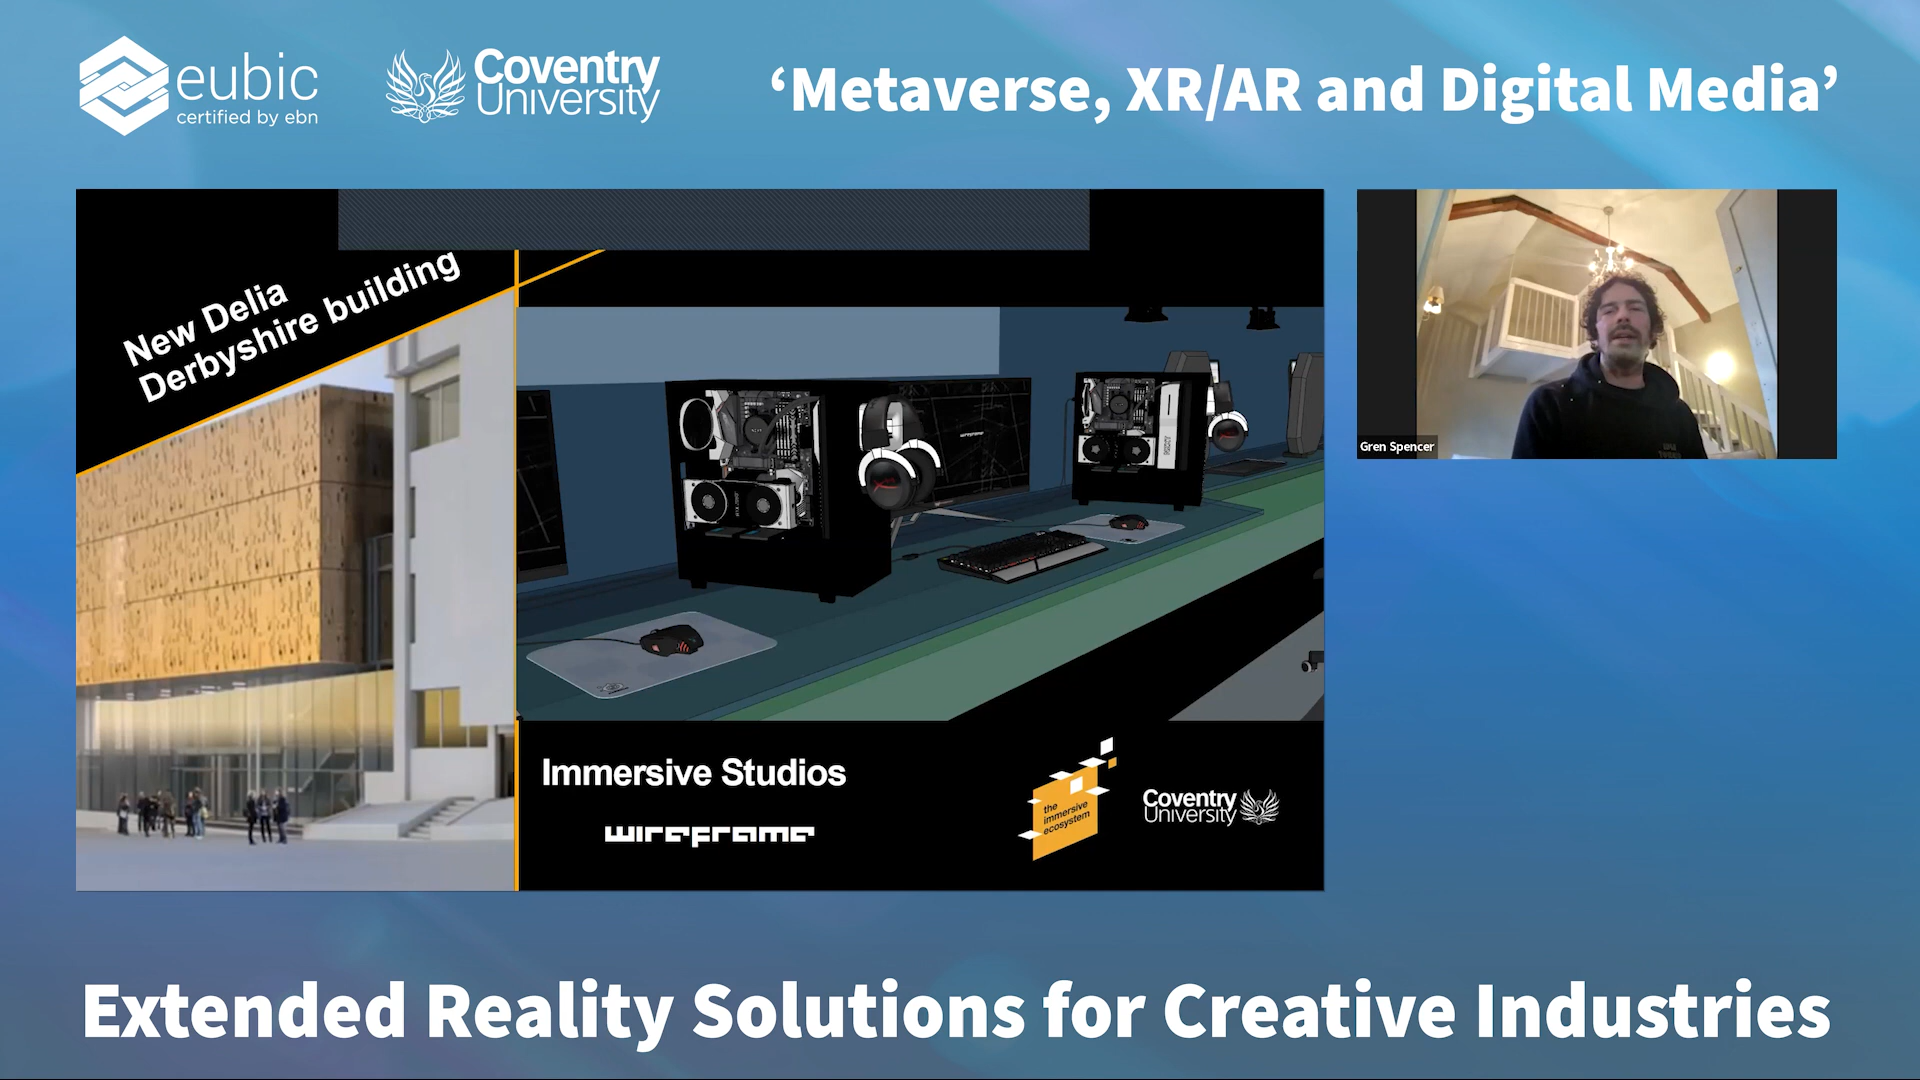 eubic
certified by ebn
Coventry
University
‘Metaverse, XR/AR and Digital Media’
New Delia
Derbyshire building
wireframe
Gren Spencer
Immersive Studios
wireframe
the
immersive
ecosystem
Coventry
University
Extended Reality Solutions for Creative Industries